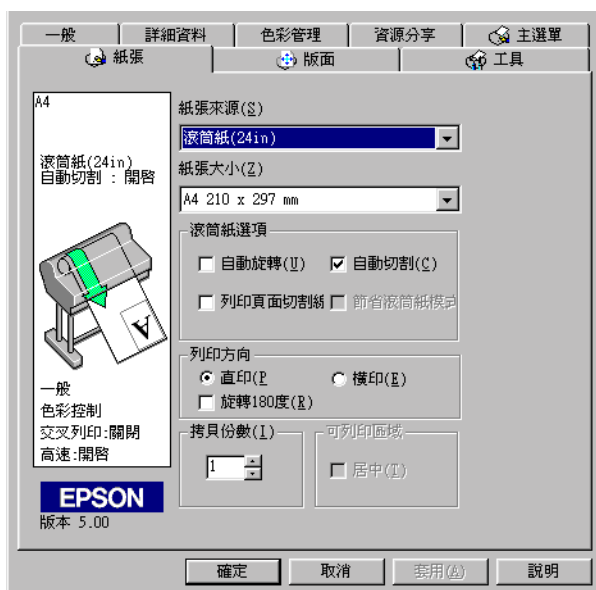 一般 詳細資料 色彩管理 資源分享 主選單
紙張 版面 工具
A4
滾筒紙(24in)
自動切割 : 開啓
A
一般
色彩控制
交叉列印:關閉
高速:開啓
EPSON
版本 5.00
紙張來源(S)
滾筒紙(24in)
紙張大小(Z)
A4 210 x 297 mm
滾筒紙選項
自動旋轉(U) 自動切割(C)
列印頁面切割線 節省滾筒紙模式
列印方向
直印(P 橫印(E)
旋轉180度(R)
拷貝份數(I) 可列印區域
1 居中(T)
確定 取消 套用(A) 說明